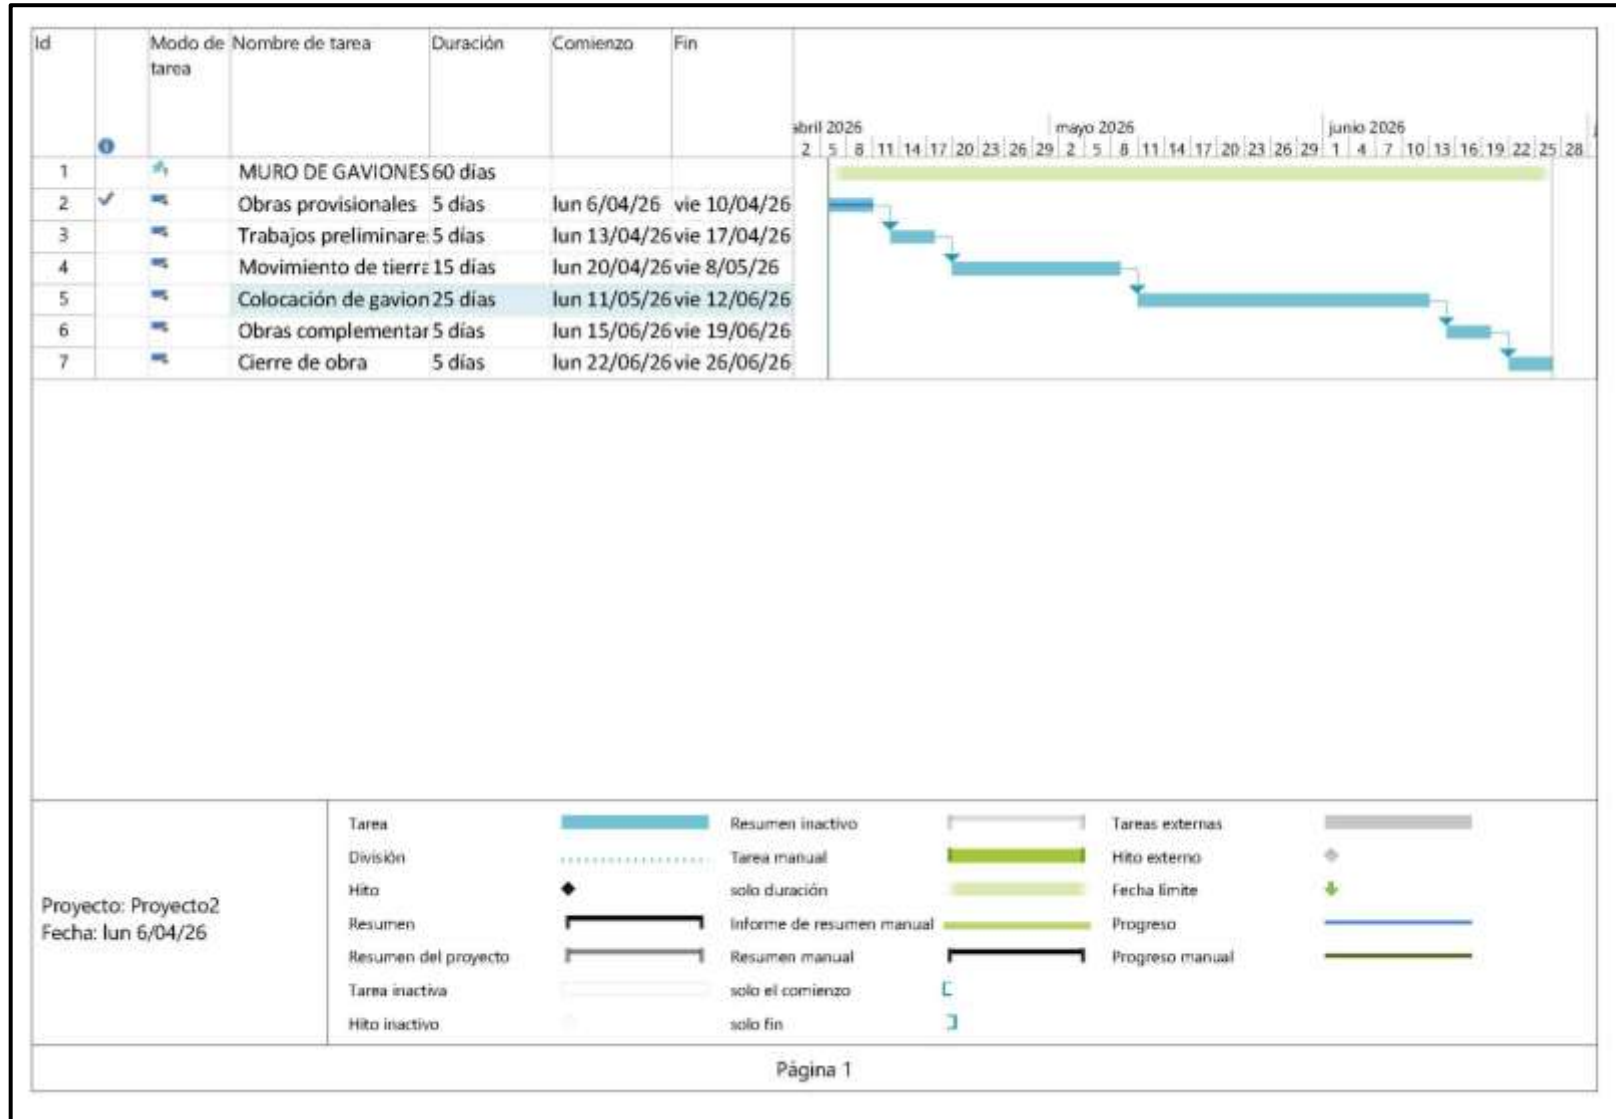 Id Modo de tarea Nombre de tarea Duración Comienzo Fin
abril 2026 mayo 2026 junio 2026
2 5 8 11 14 17 20 23 26 29 2 5 8 11 14 17 20 23 26 29 1 4 7 10 13 16 19 22 25 28
1 MURO DE GAVIONES 60 días
2 Obras provisionales 5 días lun 6/04/26 vie 10/04/26
3 Trabajos preliminare 5 días lun 13/04/26 vie 17/04/26
4 Movimiento de tierra 15 días lun 20/04/26 vie 8/05/26
5 Colocación de gavion 25 días lun 11/05/26 vie 12/06/26
6 Obras complementar 5 días lun 15/06/26 vie 19/06/26
7 Cierre de obra 5 días lun 22/06/26 vie 26/06/26
Proyecto: Proyecto2
Fecha: lun 6/04/26
Tarea Resumen inactivo Tareas externas
División Tarea manual Hito externo
Hito solo duración Fecha límite
Resumen Informe de resumen manual Progreso
Resumen del proyecto Resumen manual Progreso manual
Tarea inactiva solo el comienzo
Hito inactivo solo fin
Página 1